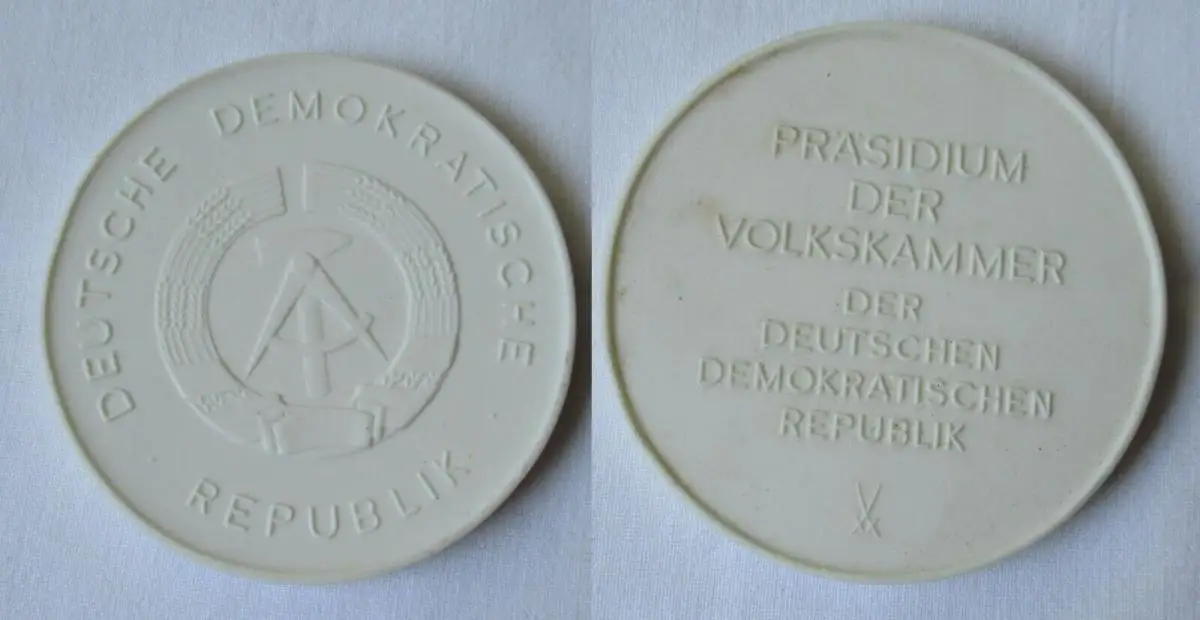 DEUTSCHE DEMOKRATISCHE
REPUBLIK
PRÄSIDIUM
DER
VOLKSKAMMER
DER
DEUTSCHEN
DEMOKRATISCHEN
REPUBLIK